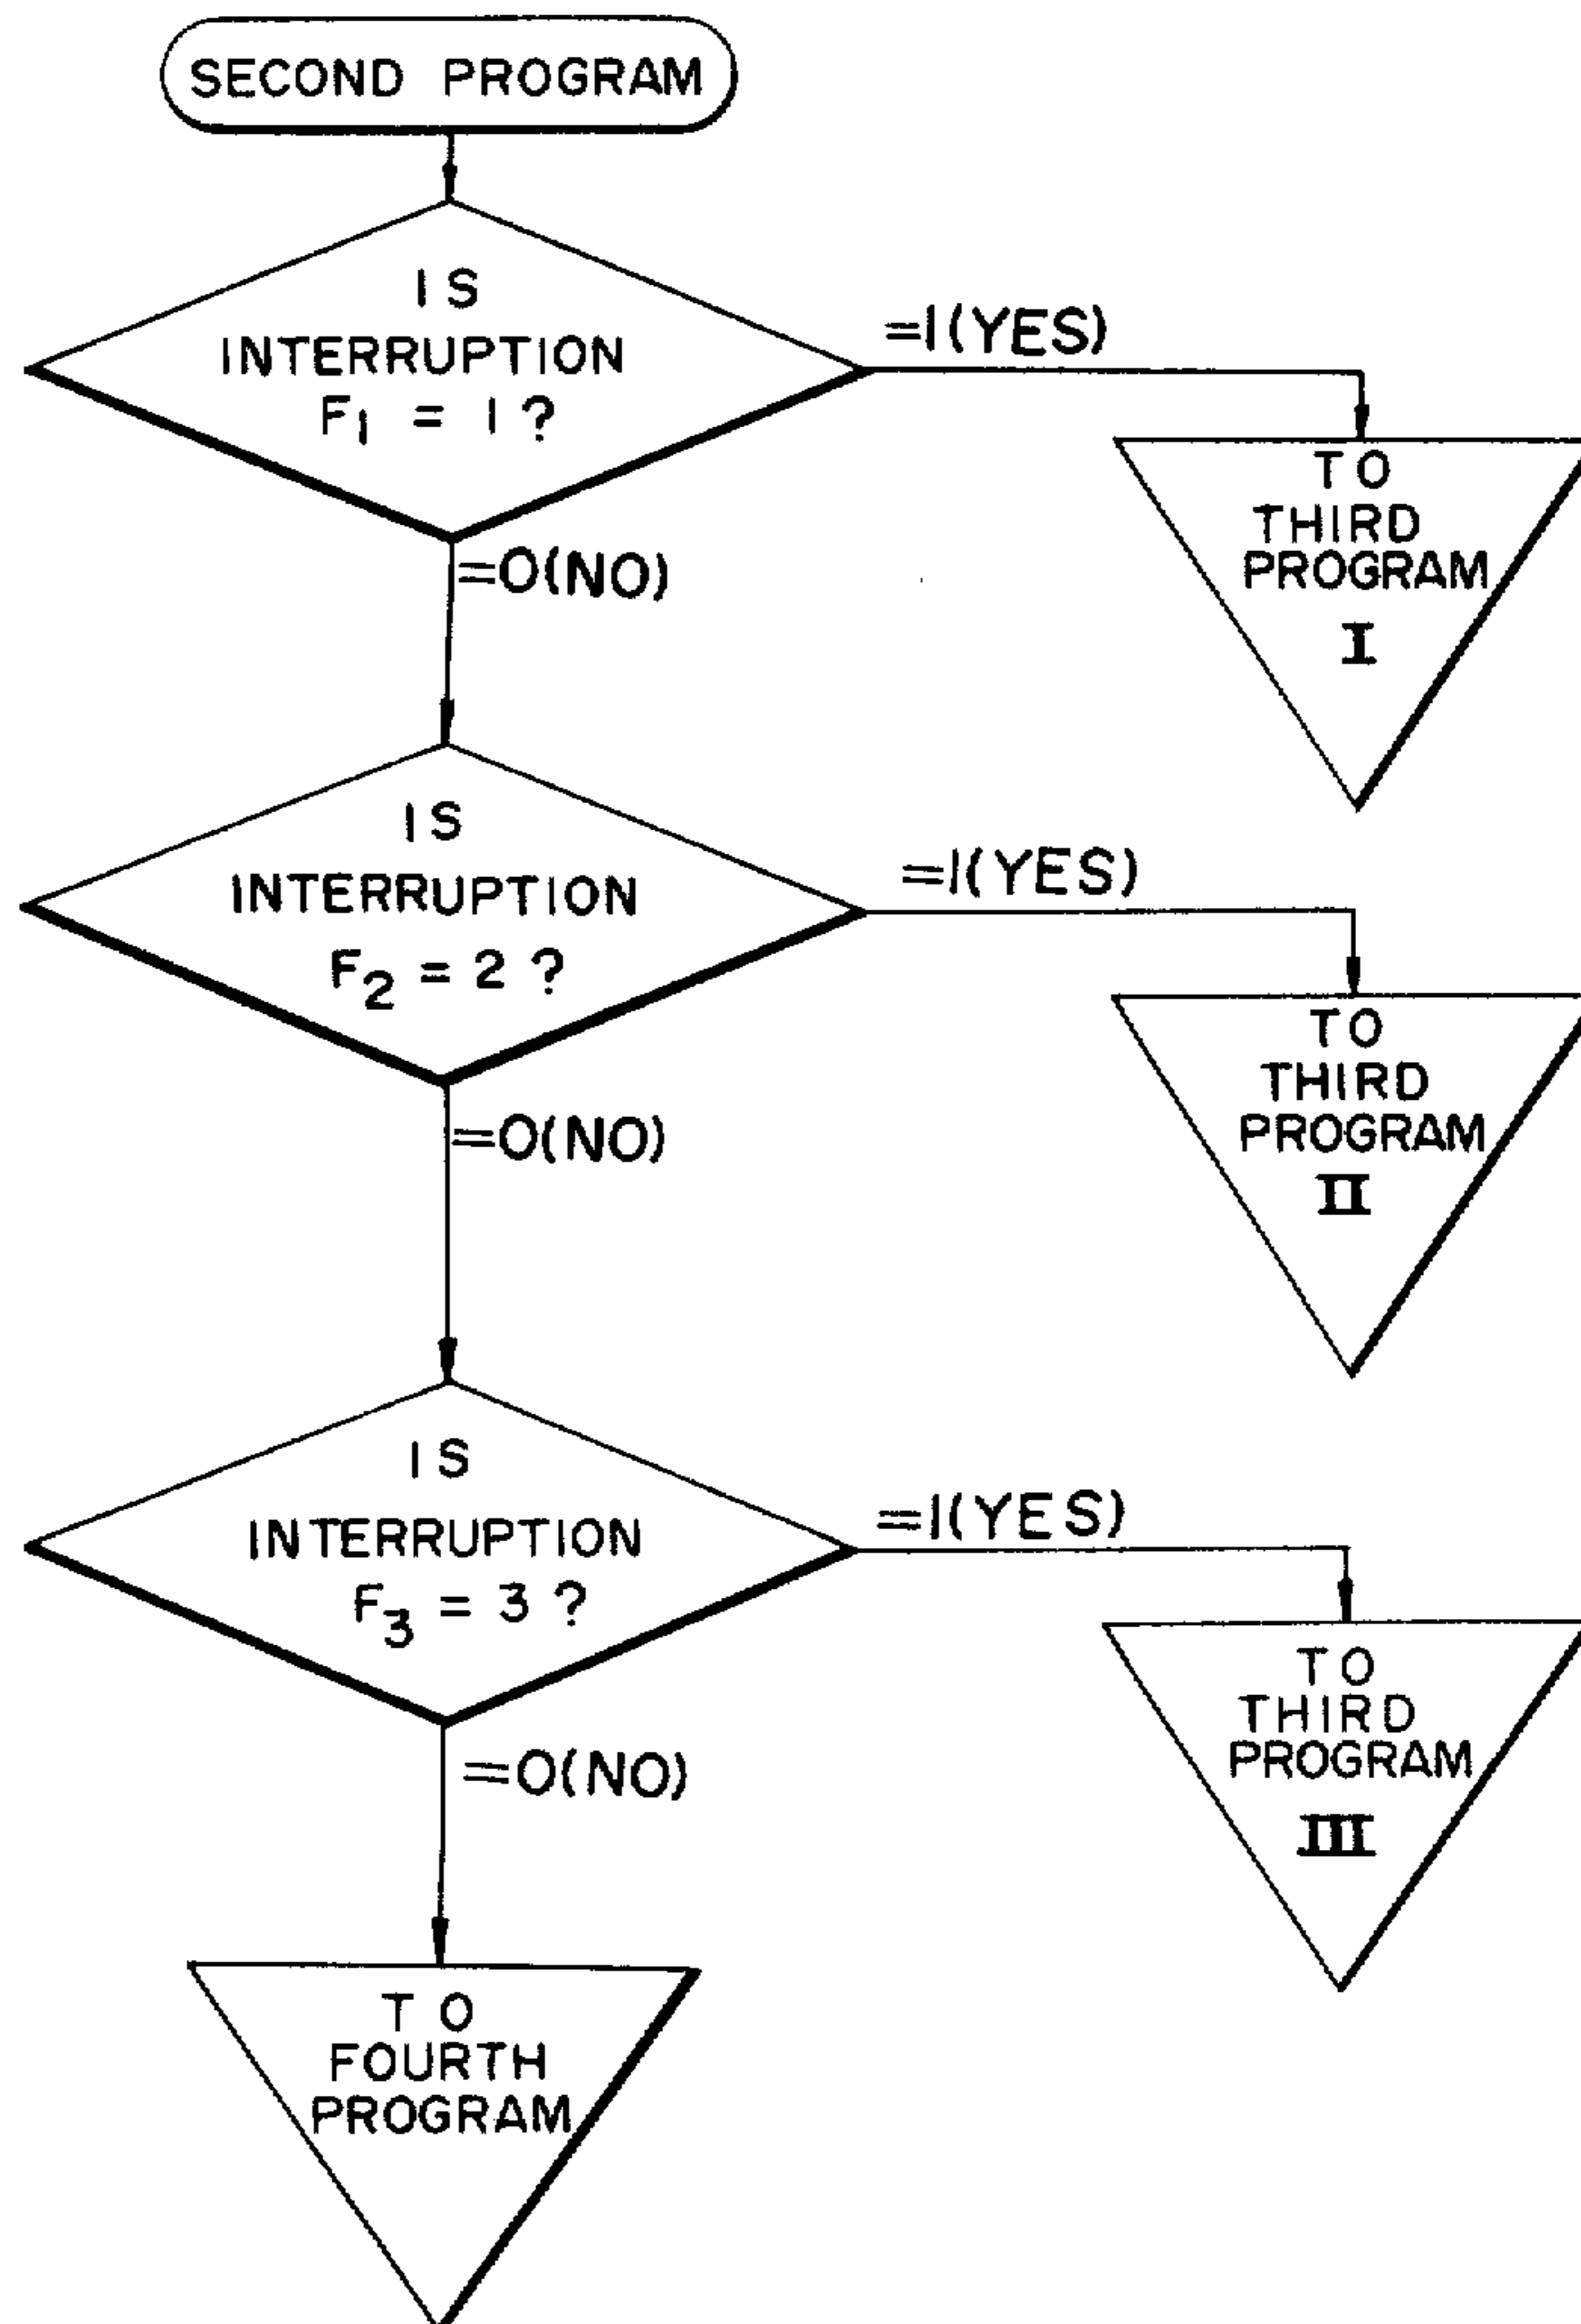 SECOND PROGRAM
IS
INTERRUPTION
F₁ = 1 ?
=1(YES)
TO
THIRD
PROGRAM
I
=0(NO)
IS
INTERRUPTION
F₂ = 2 ?
=1(YES)
TO
THIRD
PROGRAM
II
=0(NO)
IS
INTERRUPTION
F₃ = 3 ?
=1(YES)
TO
THIRD
PROGRAM
III
=0(NO)
TO
FOURTH
PROGRAM